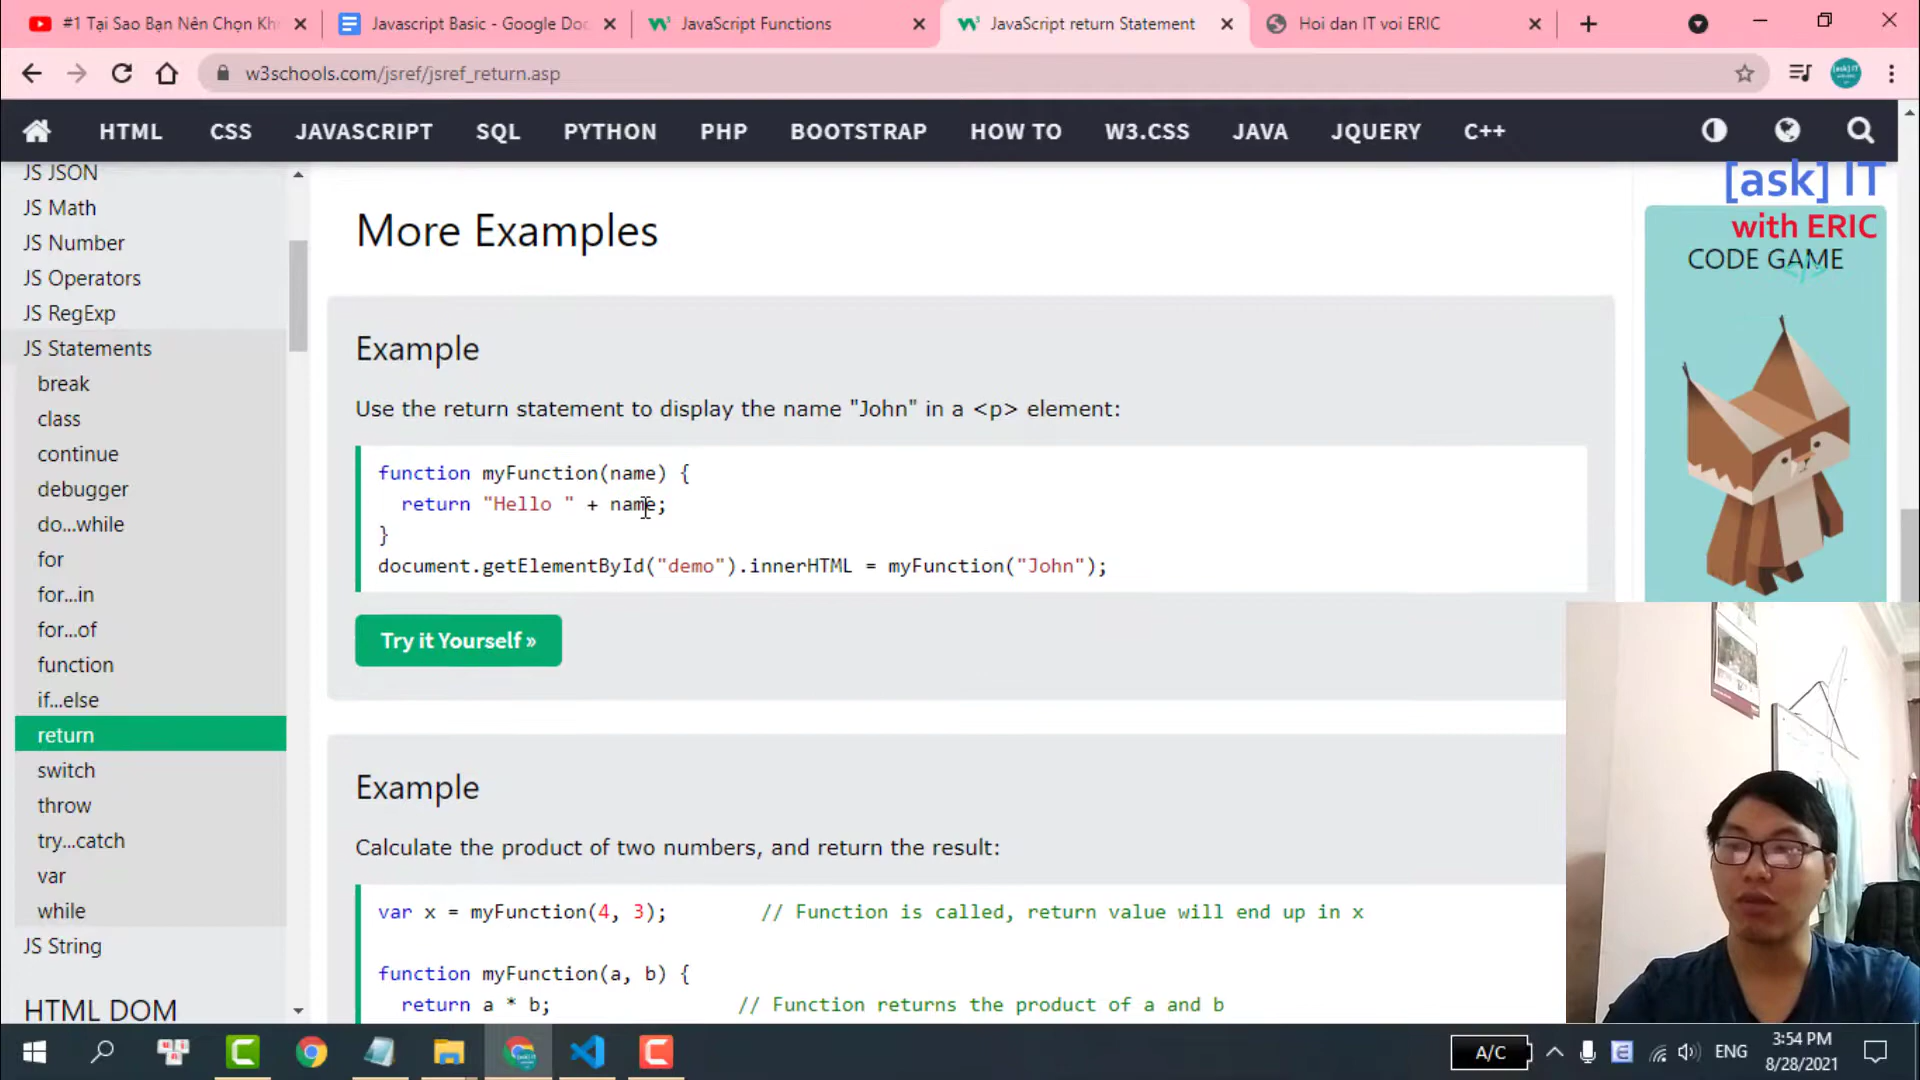 #1 Tại Sao Bạn Nên Chọn Kh
Javascript Basic - Google Doc
JavaScript Functions
JavaScript return Statement
Hoi dan IT voi ERIC
w3schools.com/jsref/jsref_return.asp
HTML CSS JAVASCRIPT SQL PYTHON PHP BOOTSTRAP HOW TO W3.CSS JAVA JQUERY C++
JS JSON
JS Math
JS Number
JS Operators
JS RegExp
JS Statements
break
class
continue
debugger
do...while
for
for...in
for...of
function
if...else
return
switch
throw
try...catch
var
while
JS String
HTML DOM
More Examples
Example
Use the return statement to display the name "John" in a <p> element:
function myFunction(name) {
return "Hello " + name;
}
document.getElementById("demo").innerHTML = myFunction("John");
Try it Yourself »
Example
Calculate the product of two numbers, and return the result:
var x = myFunction(4, 3); // Function is called, return value will end up in x
function myFunction(a, b) {
return a * b; // Function returns the product of a and b
[ask] IT
with ERIC
CODE GAME
</>
A/C
ENG
3:54 PM
8/28/2021